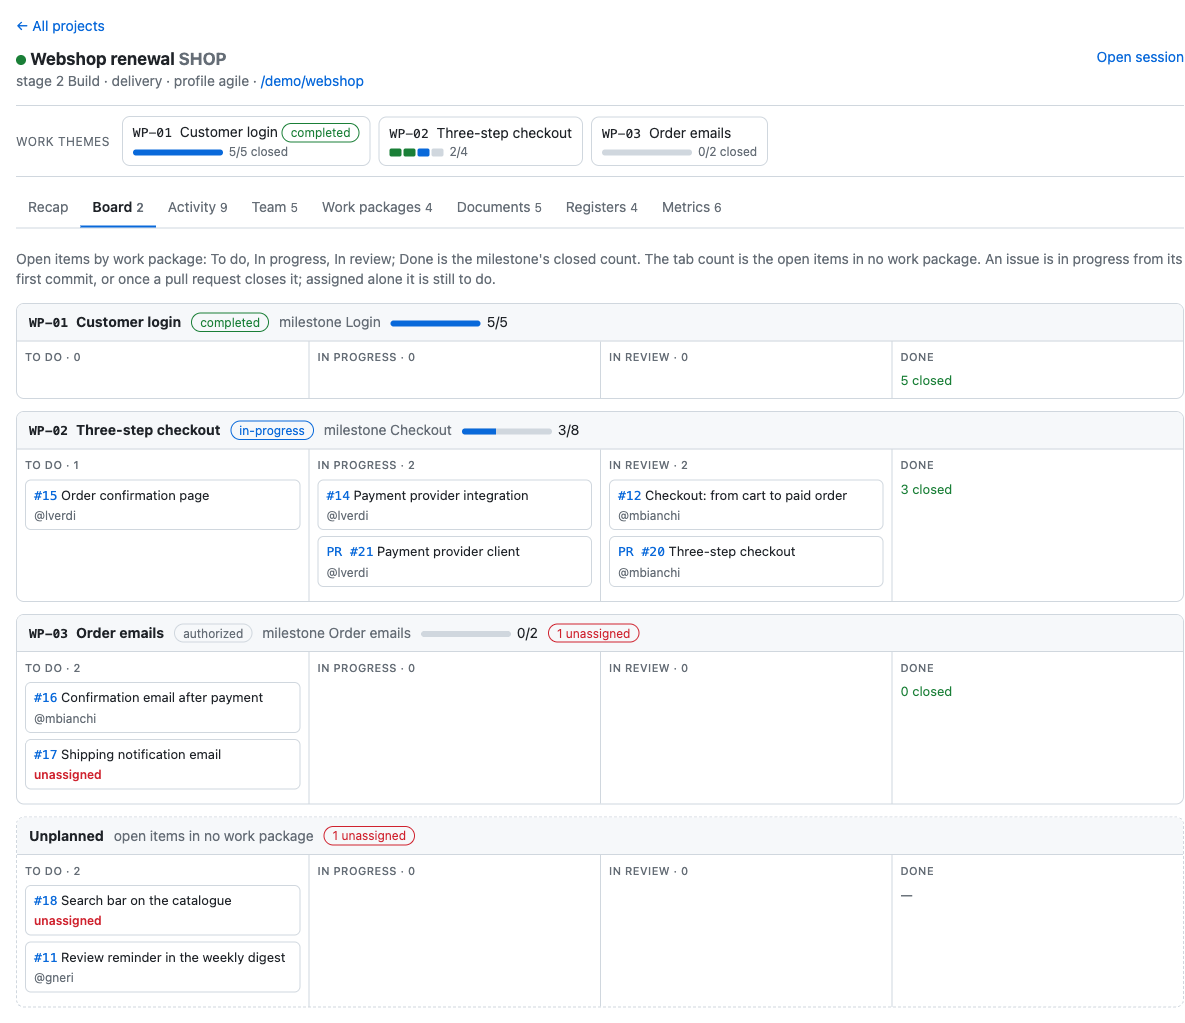 ← All projects
Webshop renewal SHOP
Open session
stage 2 Build · delivery · profile agile · /demo/webshop
WORK THEMES
WP-01 Customer login completed
5/5 closed
WP-02 Three-step checkout
2/4
WP-03 Order emails
0/2 closed
Recap
Board 2
Activity 9
Team 5
Work packages 4
Documents 5
Registers 4
Metrics 6
Open items by work package: To do, In progress, In review; Done is the milestone's closed count. The tab count is the open items in no work package. An issue is in progress from its
first commit, or once a pull request closes it; assigned alone it is still to do.
WP-01 Customer login completed milestone Login 5/5
TO DO · 0
IN PROGRESS · 0
IN REVIEW · 0
DONE
5 closed
WP-02 Three-step checkout in-progress milestone Checkout 3/8
TO DO · 1
#15 Order confirmation page
@lverdi
IN PROGRESS · 2
#14 Payment provider integration
@lverdi
PR #21 Payment provider client
@lverdi
IN REVIEW · 2
#12 Checkout: from cart to paid order
@mbianchi
PR #20 Three-step checkout
@mbianchi
DONE
3 closed
WP-03 Order emails authorized milestone Order emails 0/2 1 unassigned
TO DO · 2
#16 Confirmation email after payment
@mbianchi
#17 Shipping notification email
unassigned
IN PROGRESS · 0
IN REVIEW · 0
DONE
0 closed
Unplanned open items in no work package 1 unassigned
TO DO · 2
#18 Search bar on the catalogue
unassigned
#11 Review reminder in the weekly digest
@gneri
IN PROGRESS · 0
IN REVIEW · 0
DONE
—